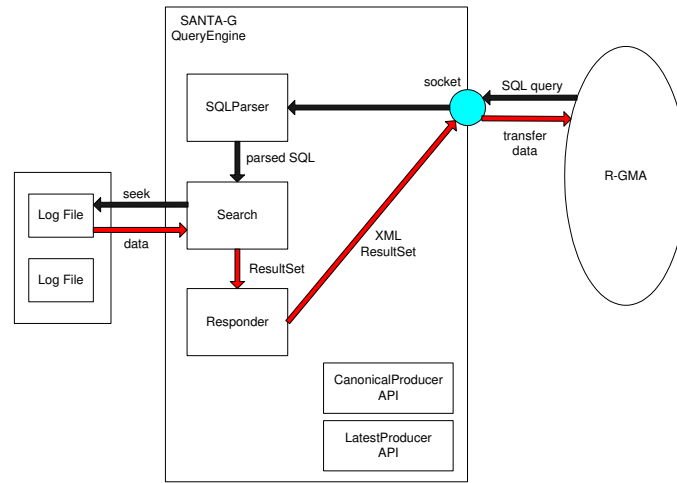 SANTA-G
QueryEngine
socket
SQL query
SQLParser
transfer
data
parsed SQL
R-GMA
seek
Log File
Search
data
XML
ResultSet
ResultSet
Log File
Responder
CanonicalProducer
API
LatestProducer
API